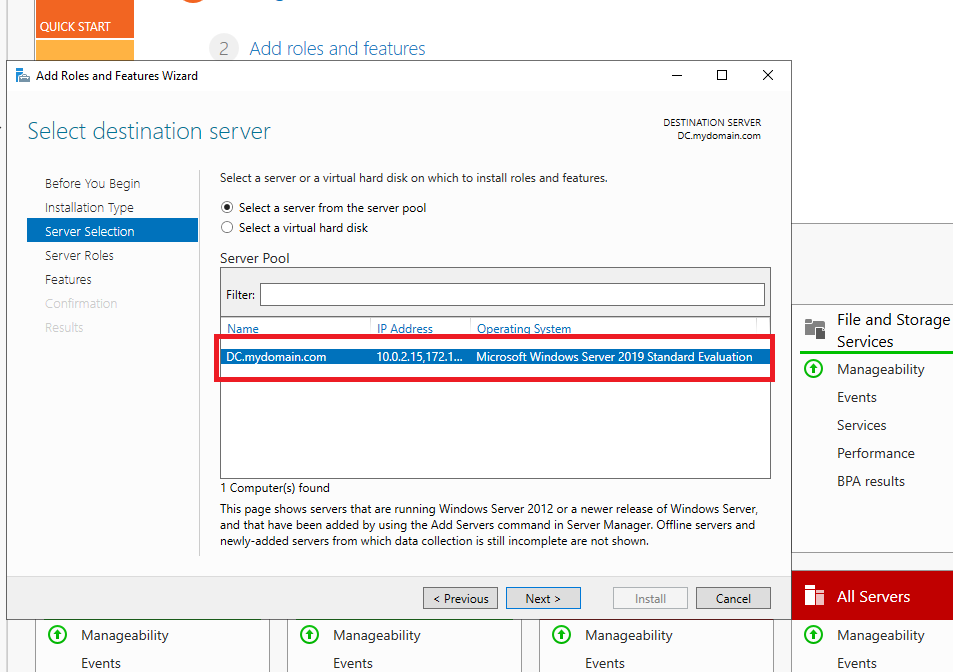 QUICK START
2 Add roles and features
Add Roles and Features Wizard
Select destination server
DESTINATION SERVER
DC.mydomain.com
Before You Begin
Installation Type
Server Selection
Server Roles
Features
Confirmation
Results
Select a server or a virtual hard disk on which to install roles and features.
Select a server from the server pool
Select a virtual hard disk
Server Pool
Filter:
Name IP Address Operating System
DC.mydomain.com 10.0.2.15,172.1... Microsoft Windows Server 2019 Standard Evaluation
1 Computer(s) found
This page shows servers that are running Windows Server 2012 or a newer release of Windows Server,
and that have been added by using the Add Servers command in Server Manager. Offline servers and
newly-added servers from which data collection is still incomplete are not shown.
< Previous Next > Install Cancel
File and Storage
Services
Manageability
Events
Services
Performance
BPA results
All Servers
Manageability Manageability Manageability Manageability
Events Events Events Events